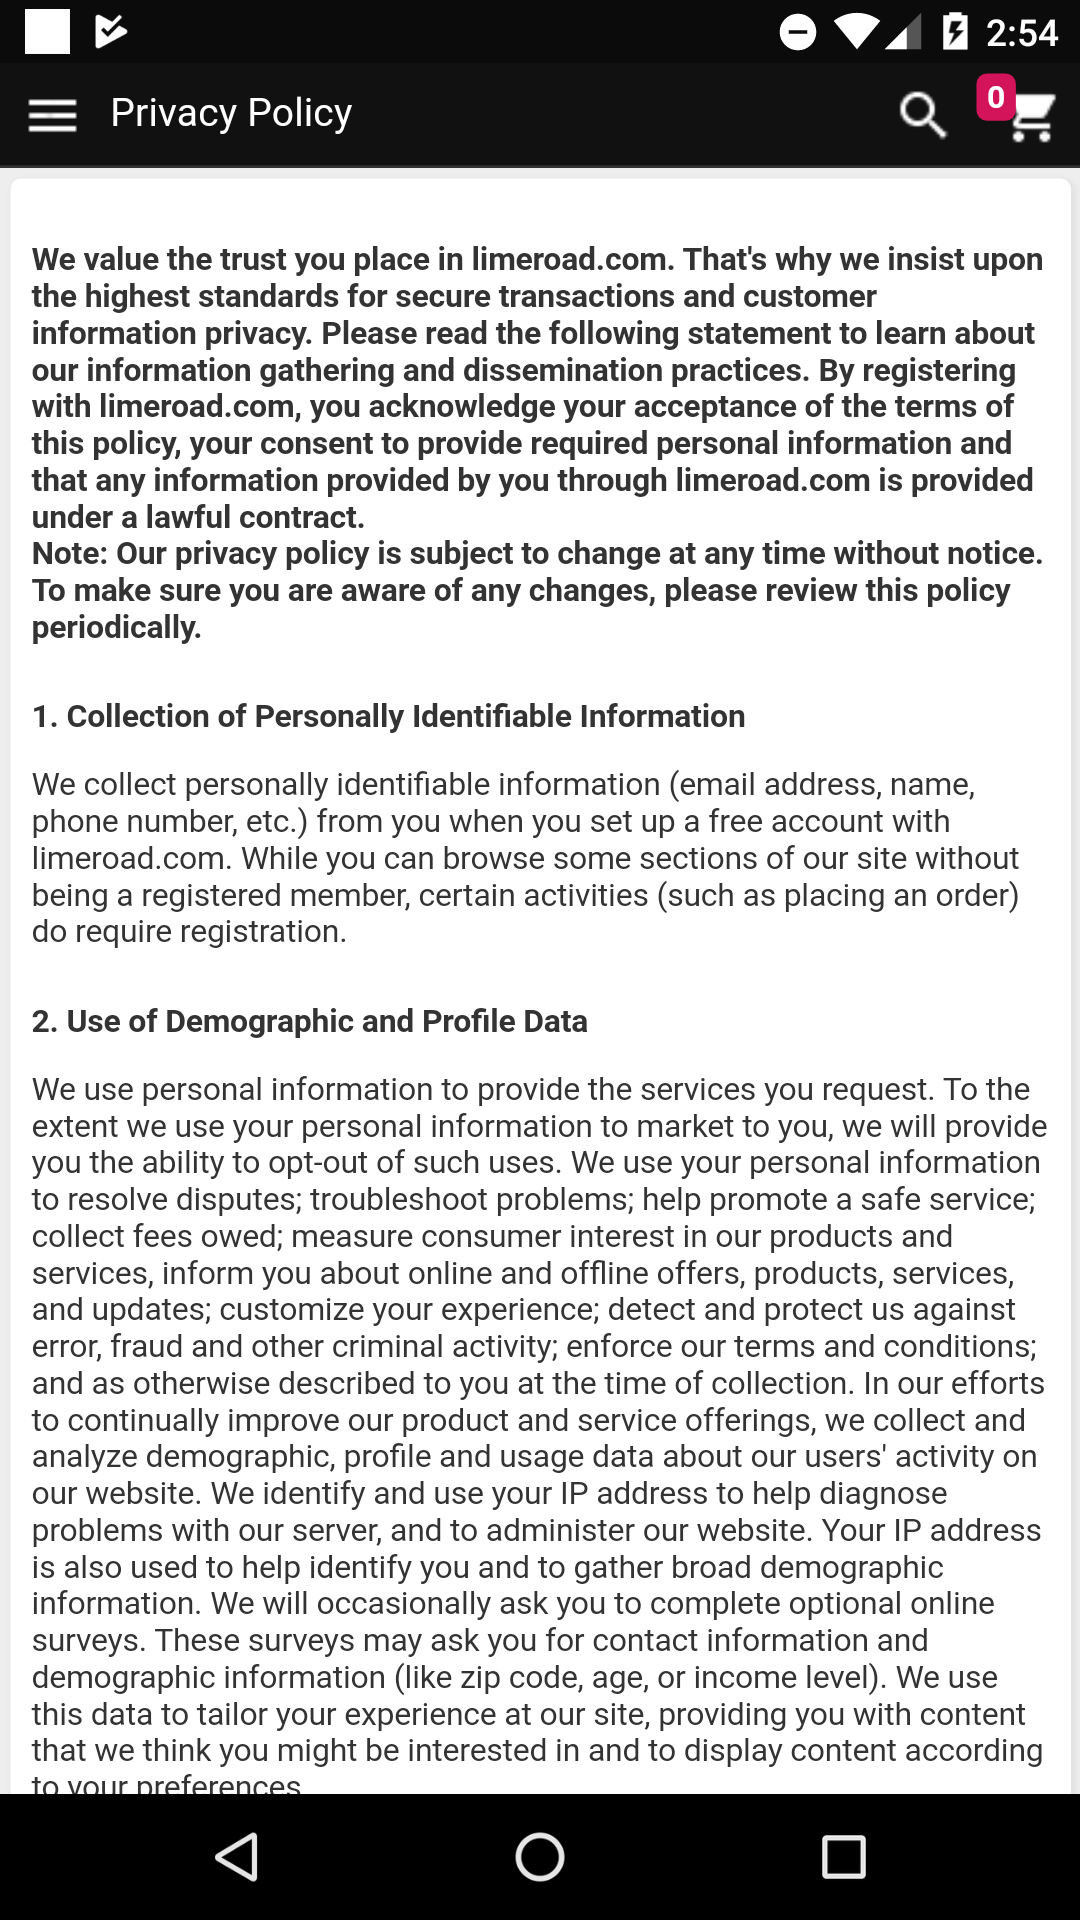 2:54
Privacy Policy
0
We value the trust you place in limeroad.com. That's why we insist upon
the highest standards for secure transactions and customer
information privacy. Please read the following statement to learn about
our information gathering and dissemination practices. By registering
with limeroad.com, you acknowledge your acceptance of the terms of
this policy, your consent to provide required personal information and
that any information provided by you through limeroad.com is provided
under a lawful contract.
Note: Our privacy policy is subject to change at any time without notice.
To make sure you are aware of any changes, please review this policy
periodically.
1. Collection of Personally Identifiable Information
We collect personally identifiable information (email address, name,
phone number, etc.) from you when you set up a free account with
limeroad.com. While you can browse some sections of our site without
being a registered member, certain activities (such as placing an order)
do require registration.
2. Use of Demographic and Profile Data
We use personal information to provide the services you request. To the
extent we use your personal information to market to you, we will provide
you the ability to opt-out of such uses. We use your personal information
to resolve disputes; troubleshoot problems; help promote a safe service;
collect fees owed; measure consumer interest in our products and
services, inform you about online and offline offers, products, services,
and updates; customize your experience; detect and protect us against
error, fraud and other criminal activity; enforce our terms and conditions;
and as otherwise described to you at the time of collection. In our efforts
to continually improve our product and service offerings, we collect and
analyze demographic, profile and usage data about our users' activity on
our website. We identify and use your IP address to help diagnose
problems with our server, and to administer our website. Your IP address
is also used to help identify you and to gather broad demographic
information. We will occasionally ask you to complete optional online
surveys. These surveys may ask you for contact information and
demographic information (like zip code, age, or income level). We use
this data to tailor your experience at our site, providing you with content
that we think you might be interested in and to display content according
to your preferences